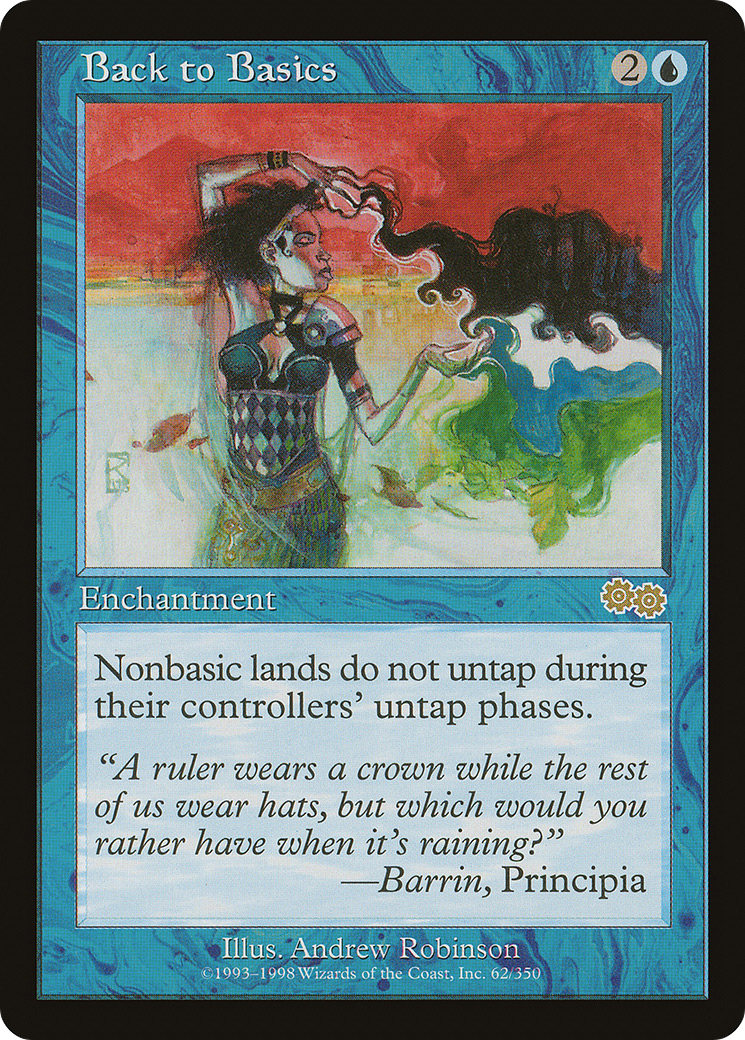 Back to Basics
2
Enchantment
Nonbasic lands do not untap during
their controllers’ untap phases.
“A ruler wears a crown while the rest
of us wear hats, but which would you
rather have when it’s raining?”
—Barrin, Principia
Illus. Andrew Robinson
©1993–1998 Wizards of the Coast, Inc. 62/350